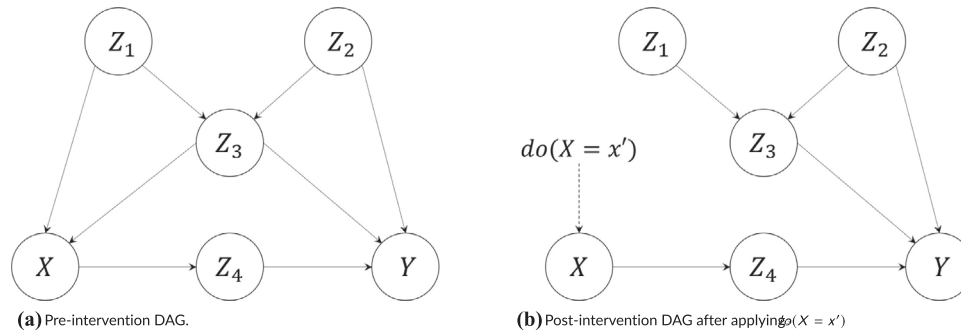 Z₁ Z₂ Z₁ Z₂
Z₃ Z₃
do(X = x′)
X Z₄ Y X Z₄ Y
(a) Pre-intervention DAG. (b) Post-intervention DAG after applying do(X = x′)